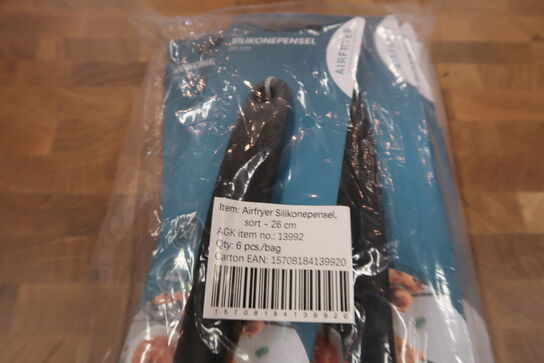 SILIKONEPENSEL
AIRFRYER
Item: Airfryer Silikonepensel,
sort - 26 cm
AGK item no.: 13992
Qty: 6 pcs./bag
Carton EAN: 15708184139920
15708184139920